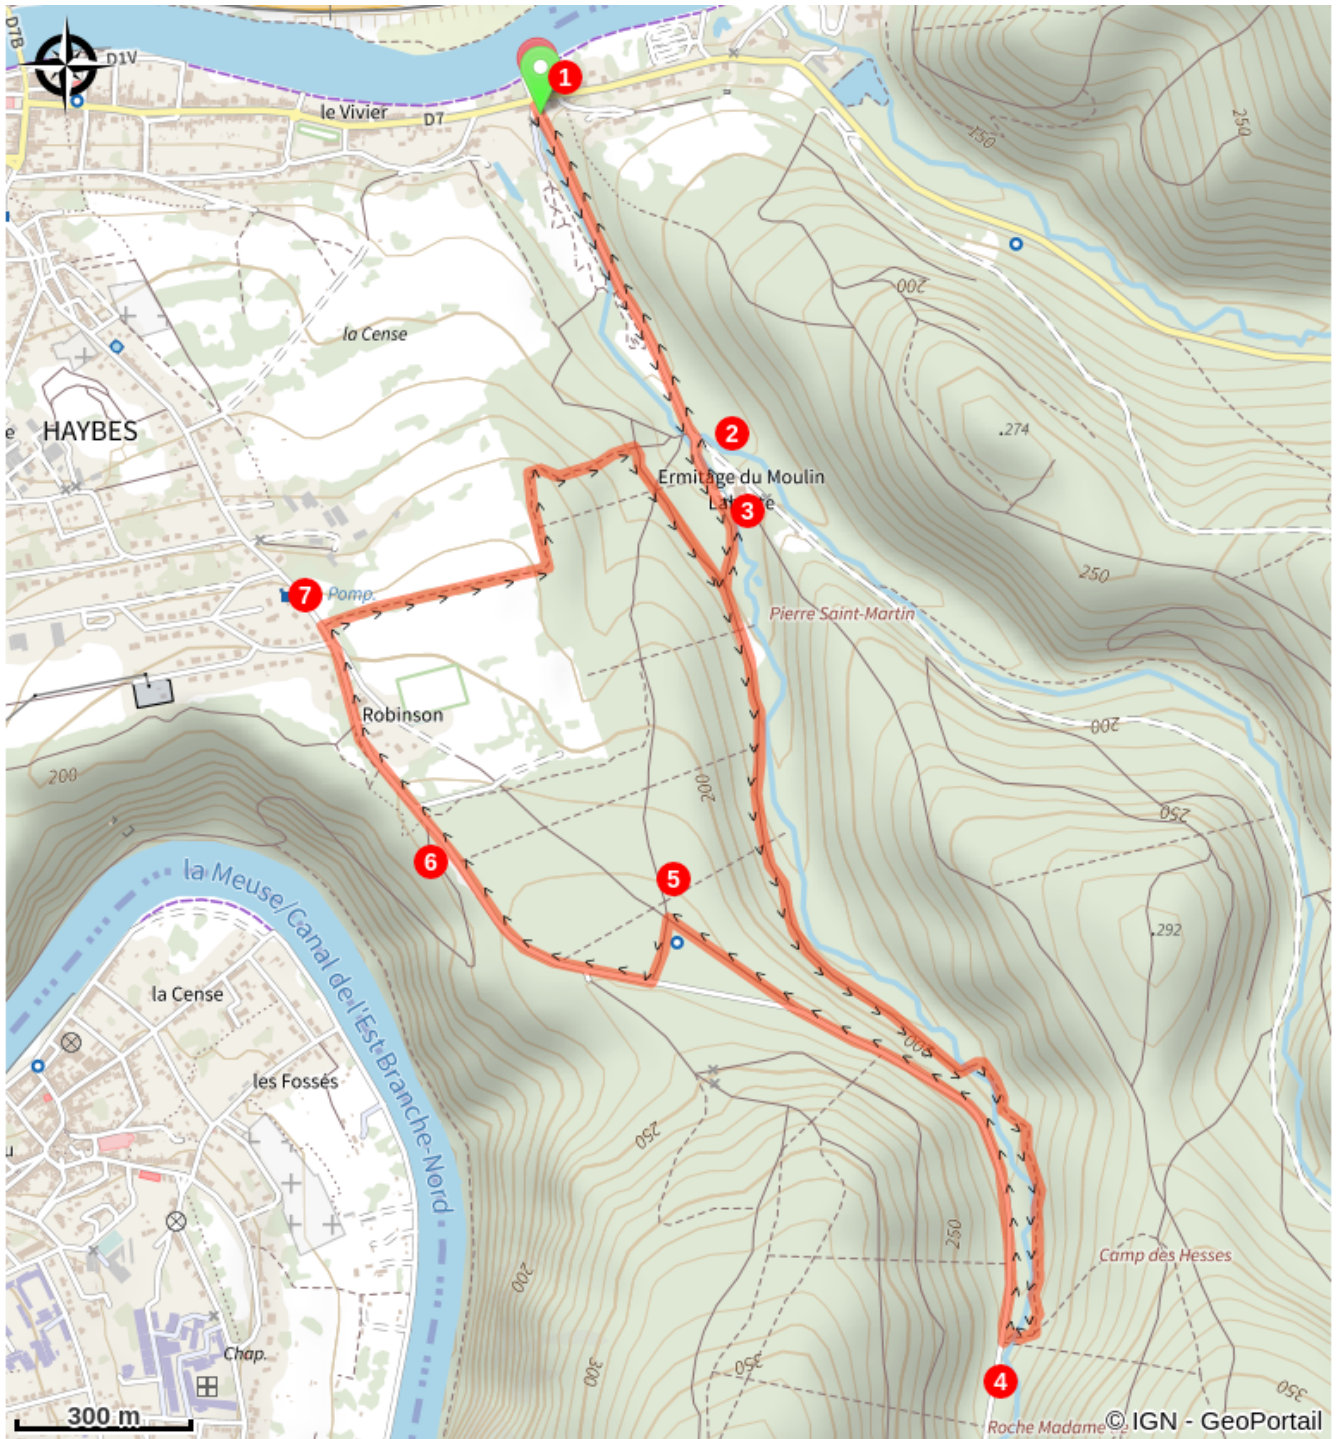 D7B
D1V
1
le Vivier
D7
250
150
200
la Cense
HAYBES
e
2
.274
Ermitage du Moulin
3
250
7
Pomp.
Pierre Saint-Martin
Robinson
200
200
200
250
6
la Meuse/Canal de l'Est Branche-Nord
5
.292
la Cense
200
les Fossés
250
u
250
Camp des Hesses
200
Chap.
300
350
4
350
300 m
Roche Madame de
© IGN - GeoPortail